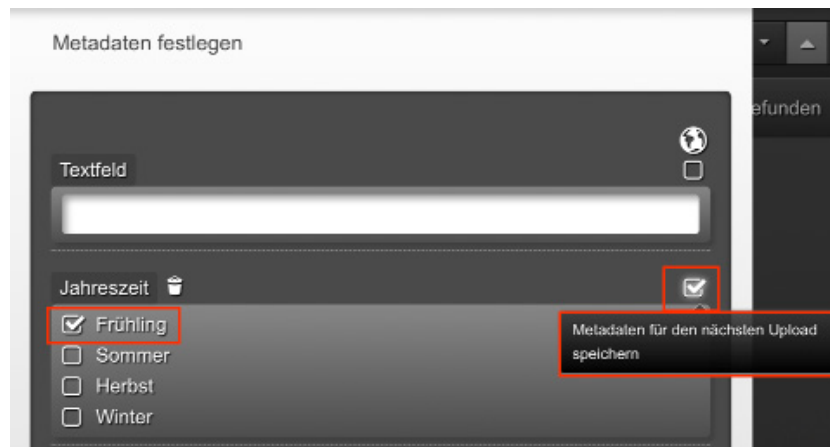 Metadaten festlegen
efunden
Textfeld
Jahreszeit
Frühling
Metadaten für den nächsten Upload
speichern
Sommer
Herbst
Winter